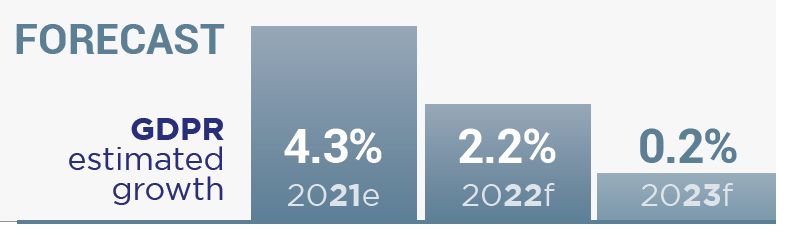 FORECAST
GDPR
estimated
growth
4.3%
2021e
2.2%
2022f
0.2%
2023f